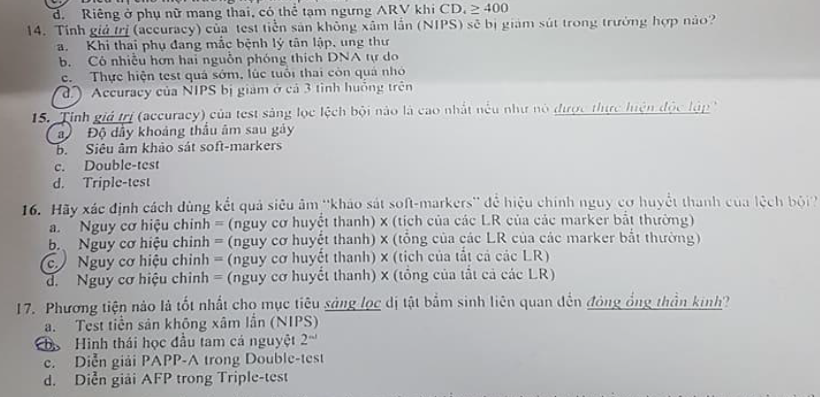 d. Riêng ở phụ nữ mang thai, có thể tạm ngưng ARV khi CD₄ ≥ 400
14. Tính giá trị (accuracy) của test tiền sản không xâm lấn (NIPS) sẽ bị giảm sút trong trường hợp nào?
a. Khi thai phụ đang mắc bệnh lý tân lập, ung thư
b. Có nhiều hơn hai nguồn phóng thích DNA tự do
c. Thực hiện test quá sớm, lúc tuổi thai còn quá nhỏ
d. Accuracy của NIPS bị giảm ở cả 3 tình huống trên
15. Tính giá trị (accuracy) của test sàng lọc lệch bội nào là cao nhất nếu như nó được thực hiện độc lập?
a. Độ dầy khoảng thấu âm sau gáy
b. Siêu âm khảo sát soft-markers
c. Double-test
d. Triple-test
16. Hãy xác định cách dùng kết quả siêu âm “khảo sát soft-markers” để hiệu chỉnh nguy cơ huyết thanh của lệch bội?
a. Nguy cơ hiệu chỉnh = (nguy cơ huyết thanh) x (tích của các LR của các marker bất thường)
b. Nguy cơ hiệu chỉnh = (nguy cơ huyết thanh) x (tổng của các LR của các marker bất thường)
c. Nguy cơ hiệu chỉnh = (nguy cơ huyết thanh) x (tích của tất cả các LR)
d. Nguy cơ hiệu chỉnh = (nguy cơ huyết thanh) x (tổng của tất cả các LR)
17. Phương tiện nào là tốt nhất cho mục tiêu sàng lọc dị tật bẩm sinh liên quan đến đóng ống thần kinh?
a. Test tiền sản không xâm lấn (NIPS)
b. Hình thái học đầu tam cá nguyệt 2ⁿᵈ
c. Diễn giải PAPP-A trong Double-test
d. Diễn giải AFP trong Triple-test